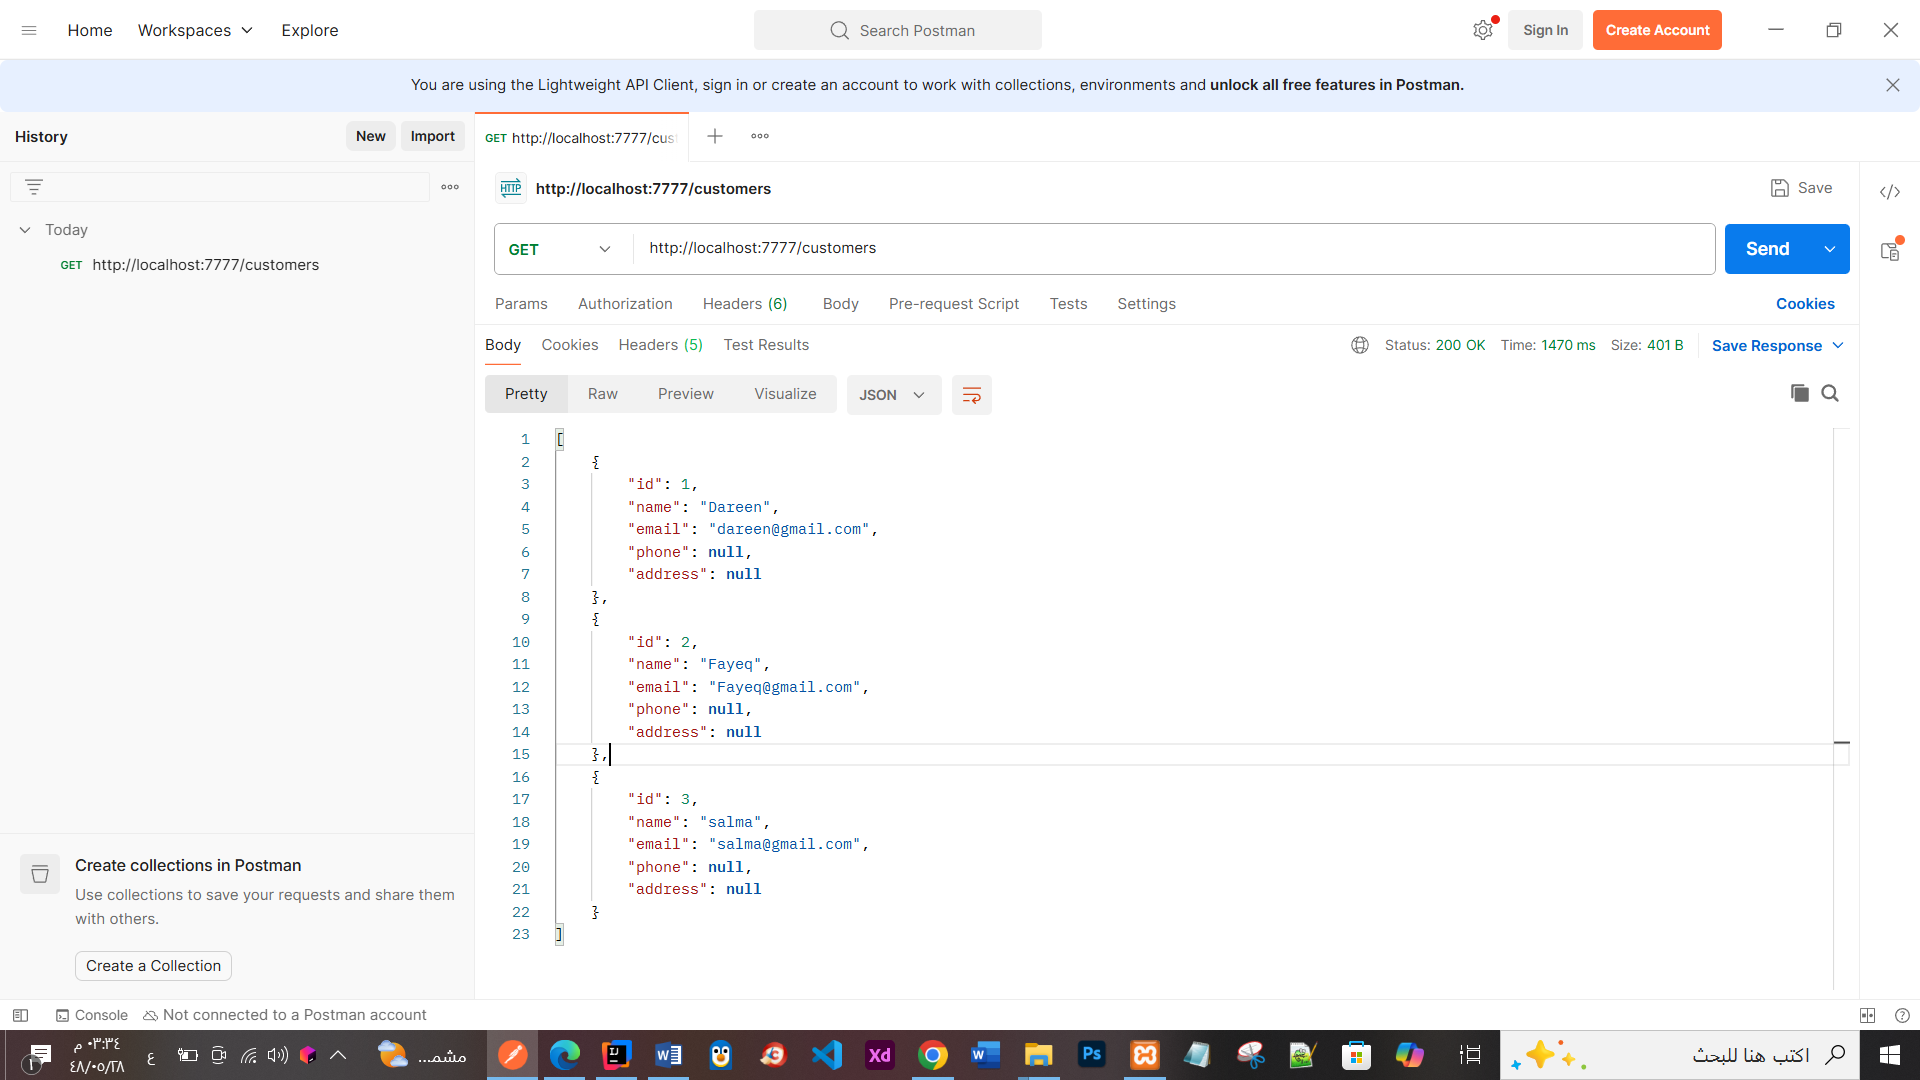 Home Workspaces Explore
Search Postman
Sign In Create Account
You are using the Lightweight API Client, sign in or create an account to work with collections, environments and unlock all free features in Postman.
History New Import
Today
GET http://localhost:7777/customers
Create collections in Postman
Use collections to save your requests and share them
with others.
Create a Collection
GET http://localhost:7777/cus
HTTP http://localhost:7777/customers Save
GET http://localhost:7777/customers Send
Params Authorization Headers (6) Body Pre-request Script Tests Settings Cookies
Body Cookies Headers (5) Test Results Status: 200 OK Time: 1470 ms Size: 401 B Save Response
Pretty Raw Preview Visualize JSON
1 [
2 {
3 "id": 1,
4 "name": "Dareen",
5 "email": "dareen@gmail.com",
6 "phone": null,
7 "address": null
8 },
9 {
10 "id": 2,
11 "name": "Fayeq",
12 "email": "Fayeq@gmail.com",
13 "phone": null,
14 "address": null
15 },
16 {
17 "id": 3,
18 "name": "salma",
19 "email": "salma@gmail.com",
20 "phone": null,
21 "address": null
22 }
23 ]
Console Not connected to a Postman account
اكتب هنا للبحث
Xd
Ps
مشمـ...
ع
٠٣:٣٤ م
٤٨/٠٥/٢٨